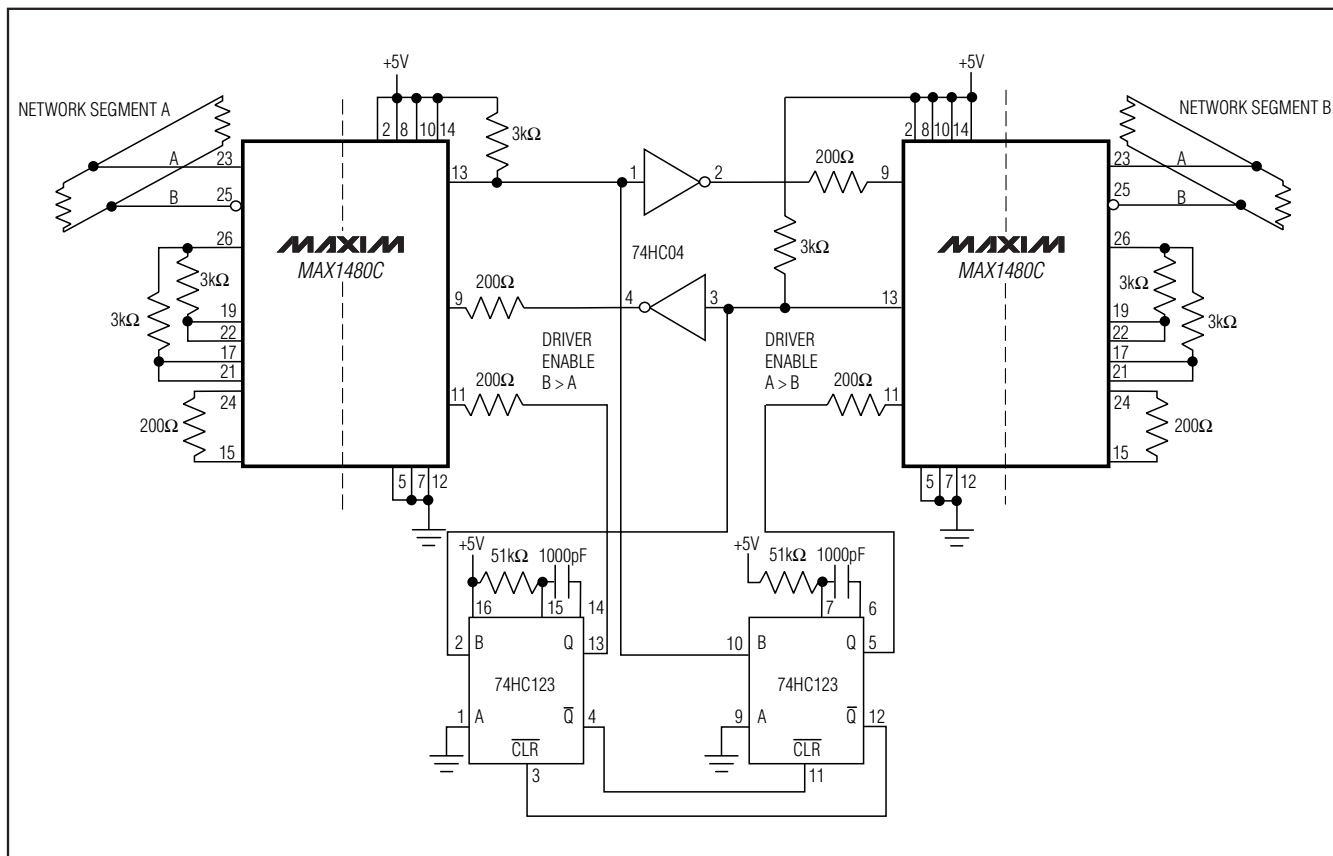 +5V
+5V
NETWORK SEGMENT A
NETWORK SEGMENT B
2 8 10 14
3kΩ
2 8 10 14
A 23
13
1 2
200Ω
9
23 A
B 25
25 B
26
MAXIM
MAX1480C
74HC04
3kΩ
MAXIM
MAX1480C
26
3kΩ
3kΩ
19
22
17
21
24
200Ω
15
9
200Ω
4 3
13
3kΩ
3kΩ
19
22
17
21
24
200Ω
15
DRIVER
ENABLE
B > A
DRIVER
ENABLE
A > B
11
200Ω
200Ω
11
5 7 12
5 7 12
+5V
51kΩ
1000pF
+5V
51kΩ
1000pF
16 15 14
7 6
2 B Q 13
10 B Q 5
74HC123
74HC123
1 A Q 4
9 A Q 12
CLR
CLR
3
11